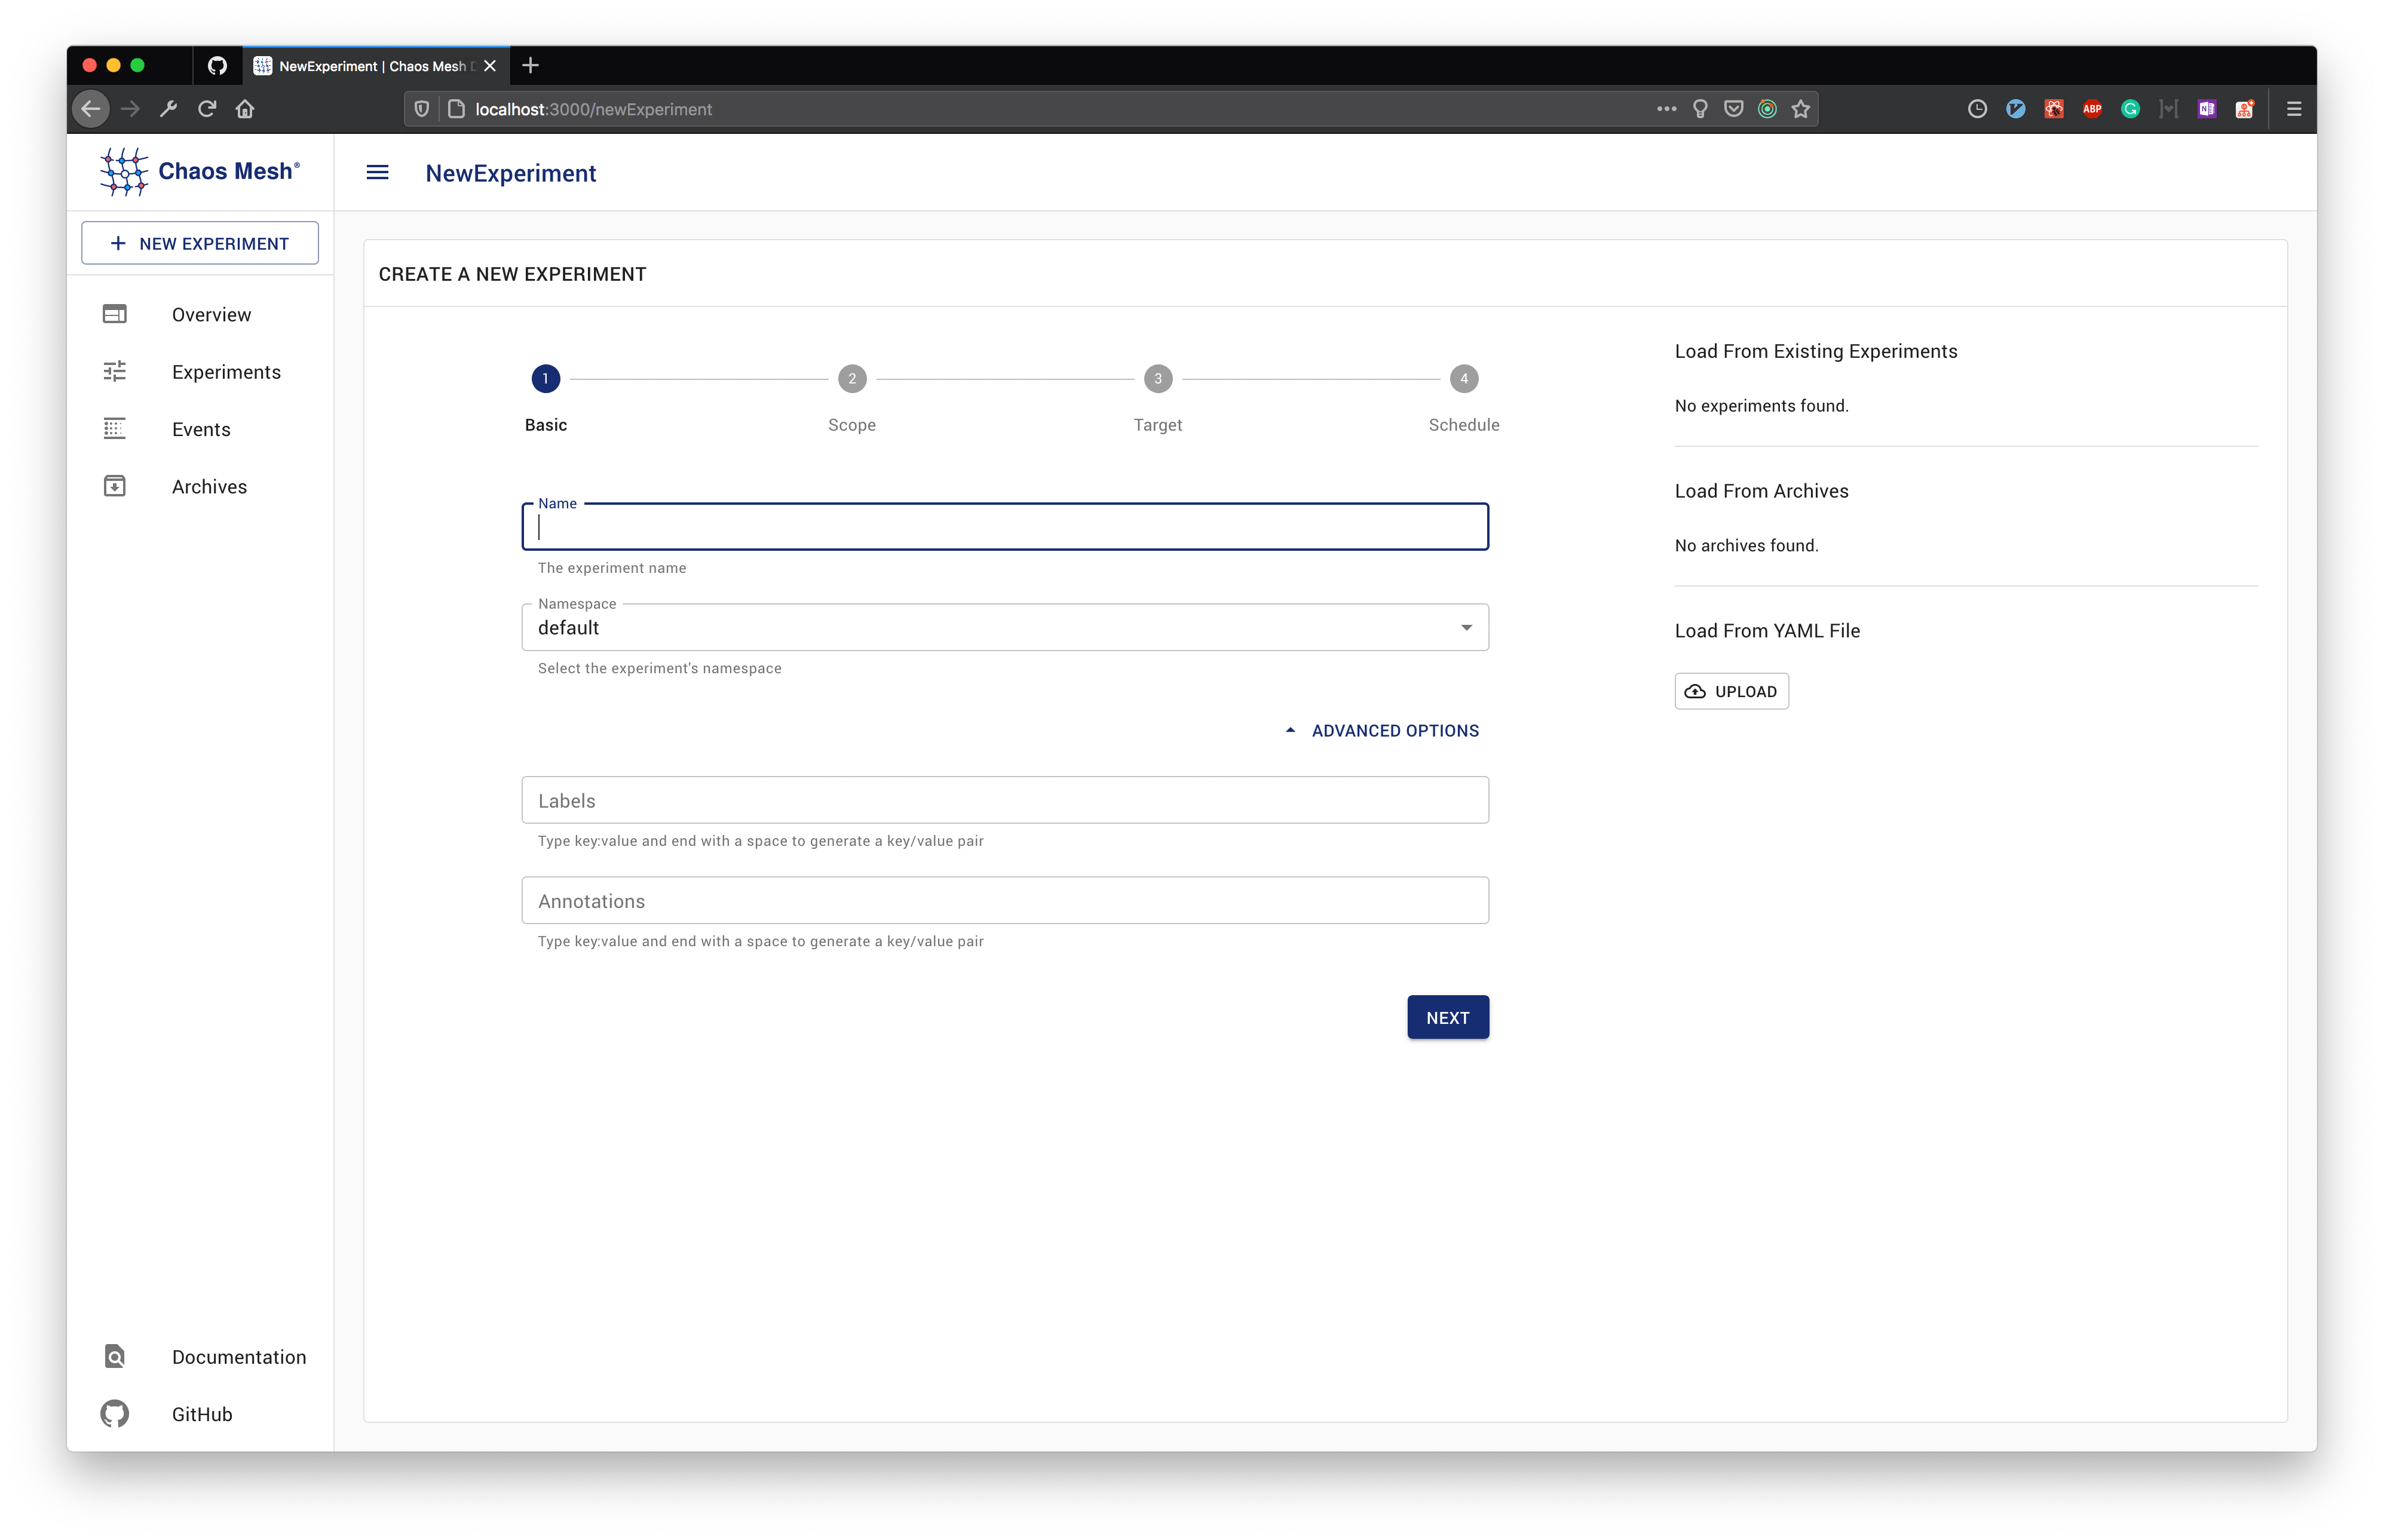 NewExperiment | Chaos Mesh
localhost:3000/newExperiment
ABP
Chaos Mesh®
NewExperiment
+ NEW EXPERIMENT
Overview
Experiments
Events
Archives
Documentation
GitHub
CREATE A NEW EXPERIMENT
1
2
3
4
Basic
Scope
Target
Schedule
Name
The experiment name
Namespace
default
Select the experiment's namespace
ADVANCED OPTIONS
Labels
Type key:value and end with a space to generate a key/value pair
Annotations
Type key:value and end with a space to generate a key/value pair
NEXT
Load From Existing Experiments
No experiments found.
Load From Archives
No archives found.
Load From YAML File
UPLOAD